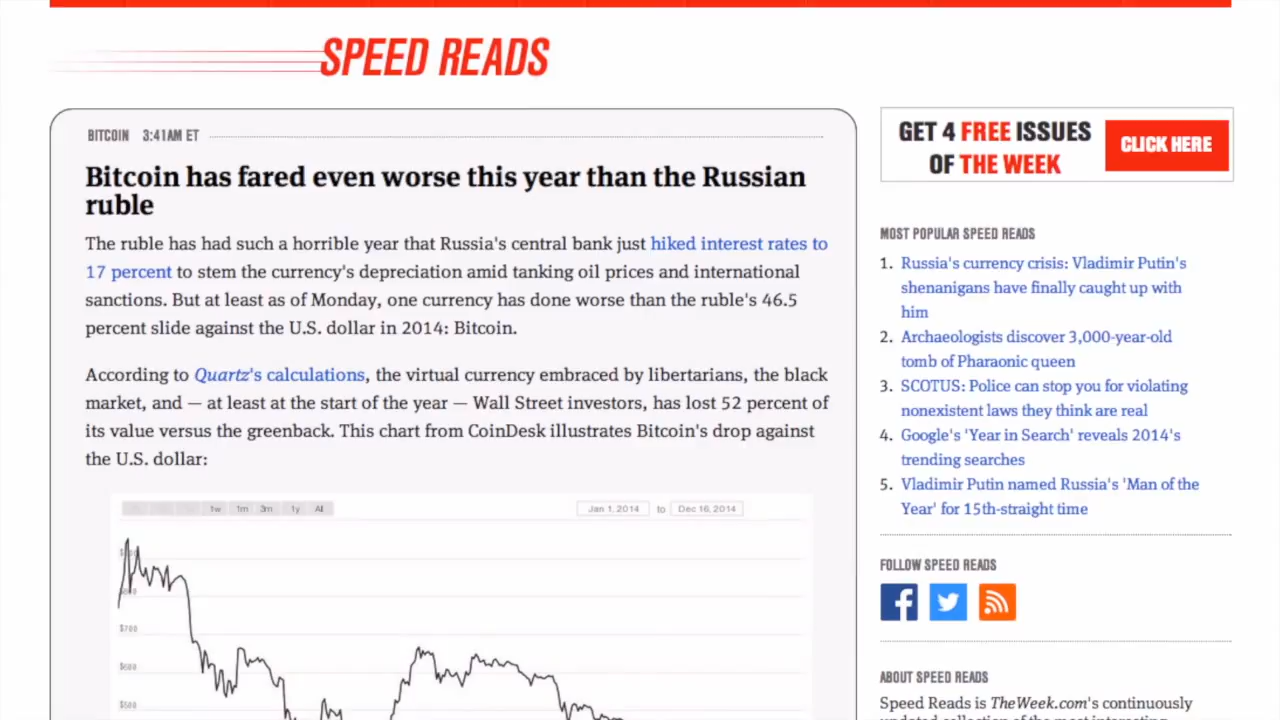 SPEED READS
BITCOIN 3:41AM ET
Bitcoin has fared even worse this year than the Russian
ruble
The ruble has had such a horrible year that Russia's central bank just hiked interest rates to
17 percent to stem the currency's depreciation amid tanking oil prices and international
sanctions. But at least as of Monday, one currency has done worse than the ruble's 46.5
percent slide against the U.S. dollar in 2014: Bitcoin.
According to Quartz's calculations, the virtual currency embraced by libertarians, the black
market, and — at least at the start of the year — Wall Street investors, has lost 52 percent of
its value versus the greenback. This chart from CoinDesk illustrates Bitcoin's drop against
the U.S. dollar:
1w 1m 3m 1y All
Jan 1, 2014 to Dec 16, 2014
$700
$600
$500
GET 4 FREE ISSUES
OF THE WEEK
CLICK HERE
MOST POPULAR SPEED READS
1. Russia's currency crisis: Vladimir Putin's
shenanigans have finally caught up with
him
2. Archaeologists discover 3,000-year-old
tomb of Pharaonic queen
3. SCOTUS: Police can stop you for violating
nonexistent laws they think are real
4. Google's 'Year in Search' reveals 2014's
trending searches
5. Vladimir Putin named Russia's 'Man of the
Year' for 15th-straight time
FOLLOW SPEED READS
ABOUT SPEED READS
Speed Reads is TheWeek.com's continuously